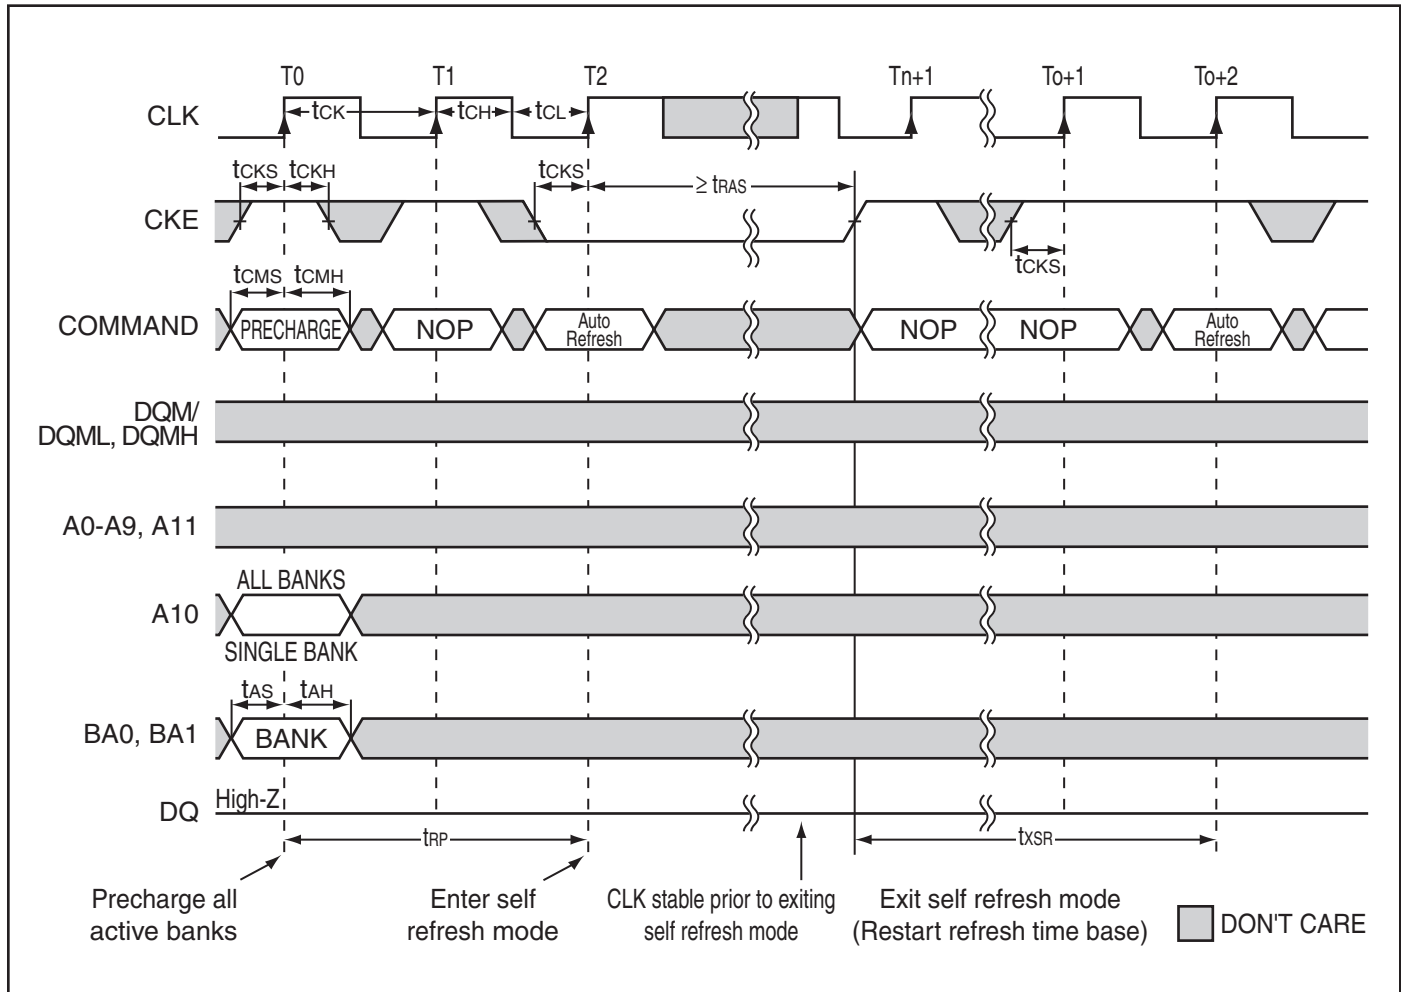 T0 T1 T2 Tn+1 To+1 To+2
CLK tCK tCH tCL
tCKS tCKH tCKS ≥ tRAS
CKE
tCKS
tCMS tCMH
COMMAND PRECHARGE NOP Auto Refresh NOP NOP Auto Refresh
DQM/
DQML, DQMH
A0-A9, A11
ALL BANKS
A10
SINGLE BANK
tAS tAH
BA0, BA1 BANK
High-Z
DQ
tRP tXSR
Precharge all
active banks
Enter self
refresh mode
CLK stable prior to exiting
self refresh mode
Exit self refresh mode
(Restart refresh time base)
DON'T CARE